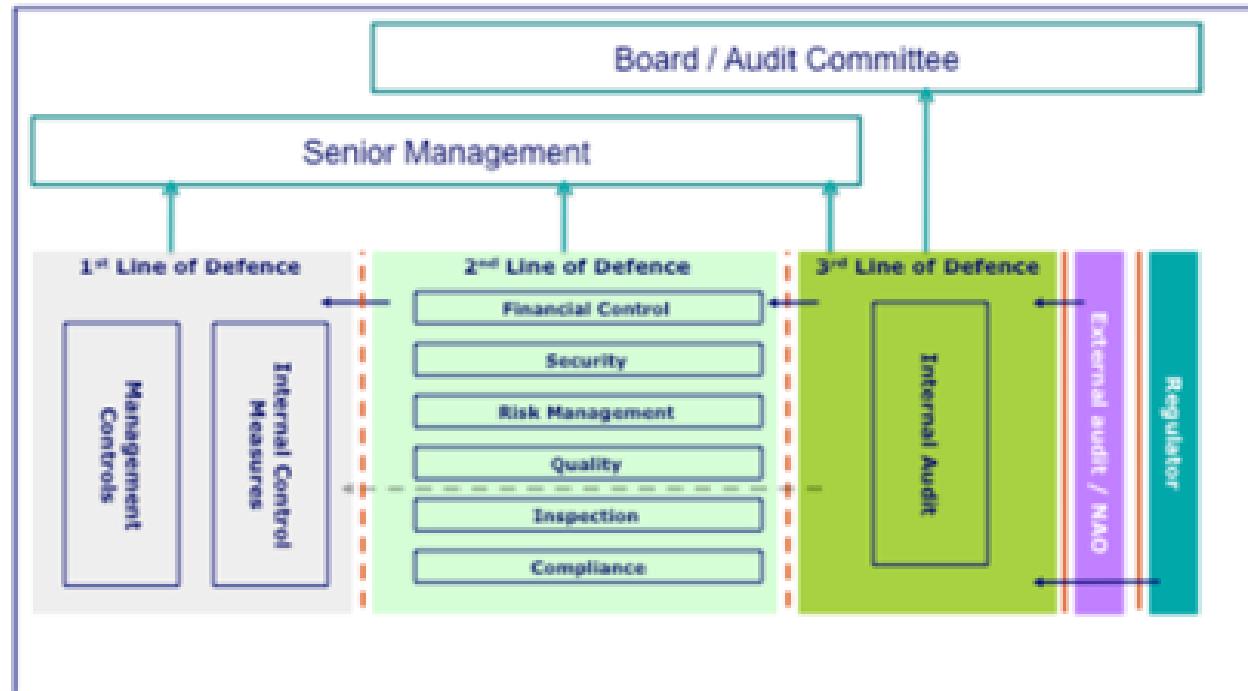 Board / Audit Committee
Senior Management
1st Line of Defence
2nd Line of Defence
3rd Line of Defence
Management
Controls
Internal Control
Measures
Financial Control
Security
Risk Management
Quality
Inspection
Compliance
Internal Audit
External audit / NAO
Regulator